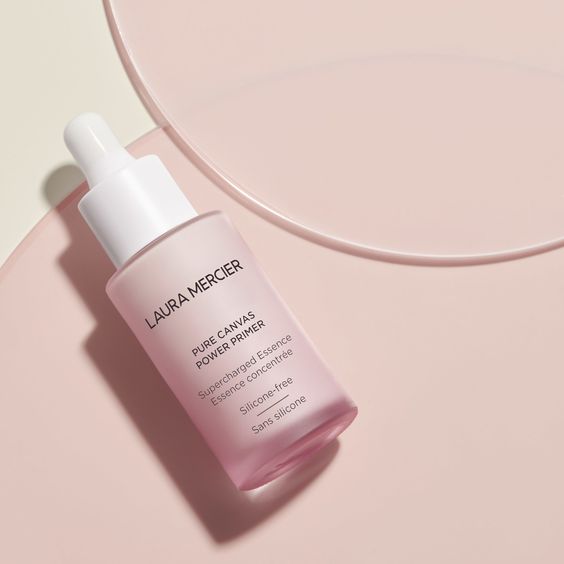 LAURA MERCIER
PURE CANVAS
POWER PRIMER
Supercharged Essence
Essence concentrée
Silicone-free
Sans silicone